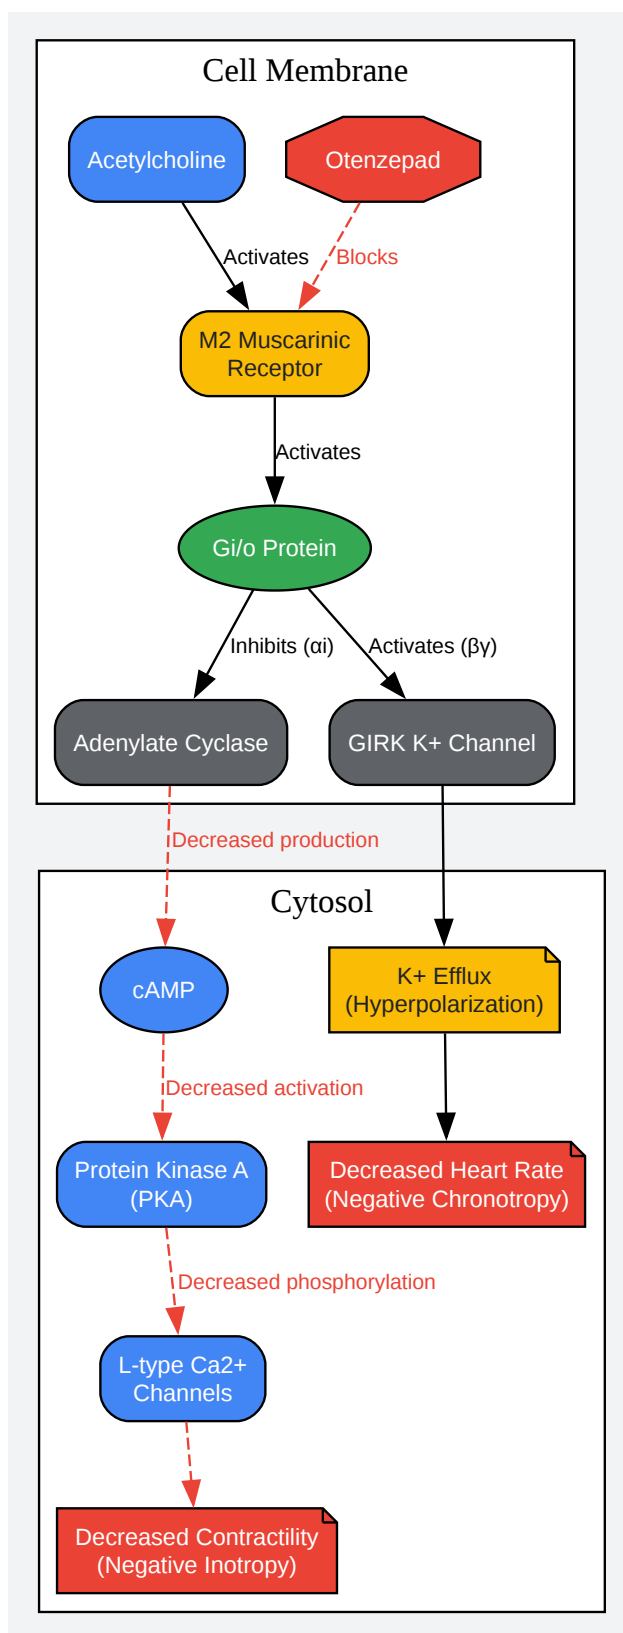 Cell Membrane
Acetylcholine
Otenzepad
Activates
Blocks
M2 Muscarinic
Receptor
Activates
Gi/o Protein
Inhibits (αi)
Activates (βγ)
Adenylate Cyclase
GIRK K+ Channel
Decreased production
Cytosol
cAMP
K+ Efflux
(Hyperpolarization)
Decreased activation
Protein Kinase A
(PKA)
Decreased Heart Rate
(Negative Chronotropy)
Decreased phosphorylation
L-type Ca2+
Channels
Decreased Contractility
(Negative Inotropy)